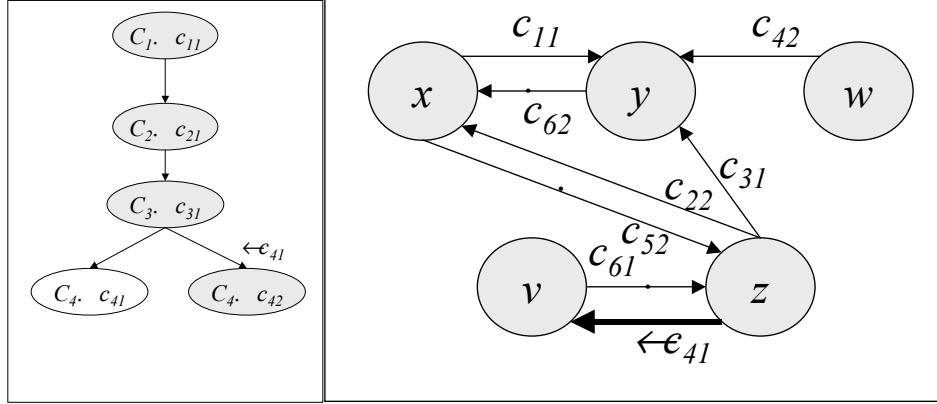 C1. c11
C2. c21
C3. c31
←c41
C4. c41
C4. c42
c11
c42
x
y
w
c62
c31
c22
c52
c61
v
z
←c41